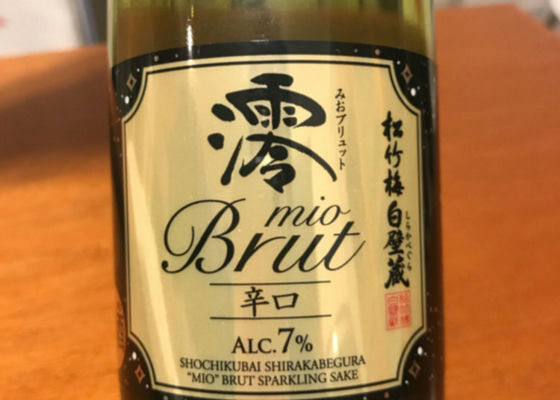 澪
みおブリュット
mio
Brut
辛口
ALC.7%
SHOCHIKUBAI SHIRAKABEGURA
"MIO" BRUT SPARKLING SAKE
松竹梅
白壁蔵
しらかべぐら